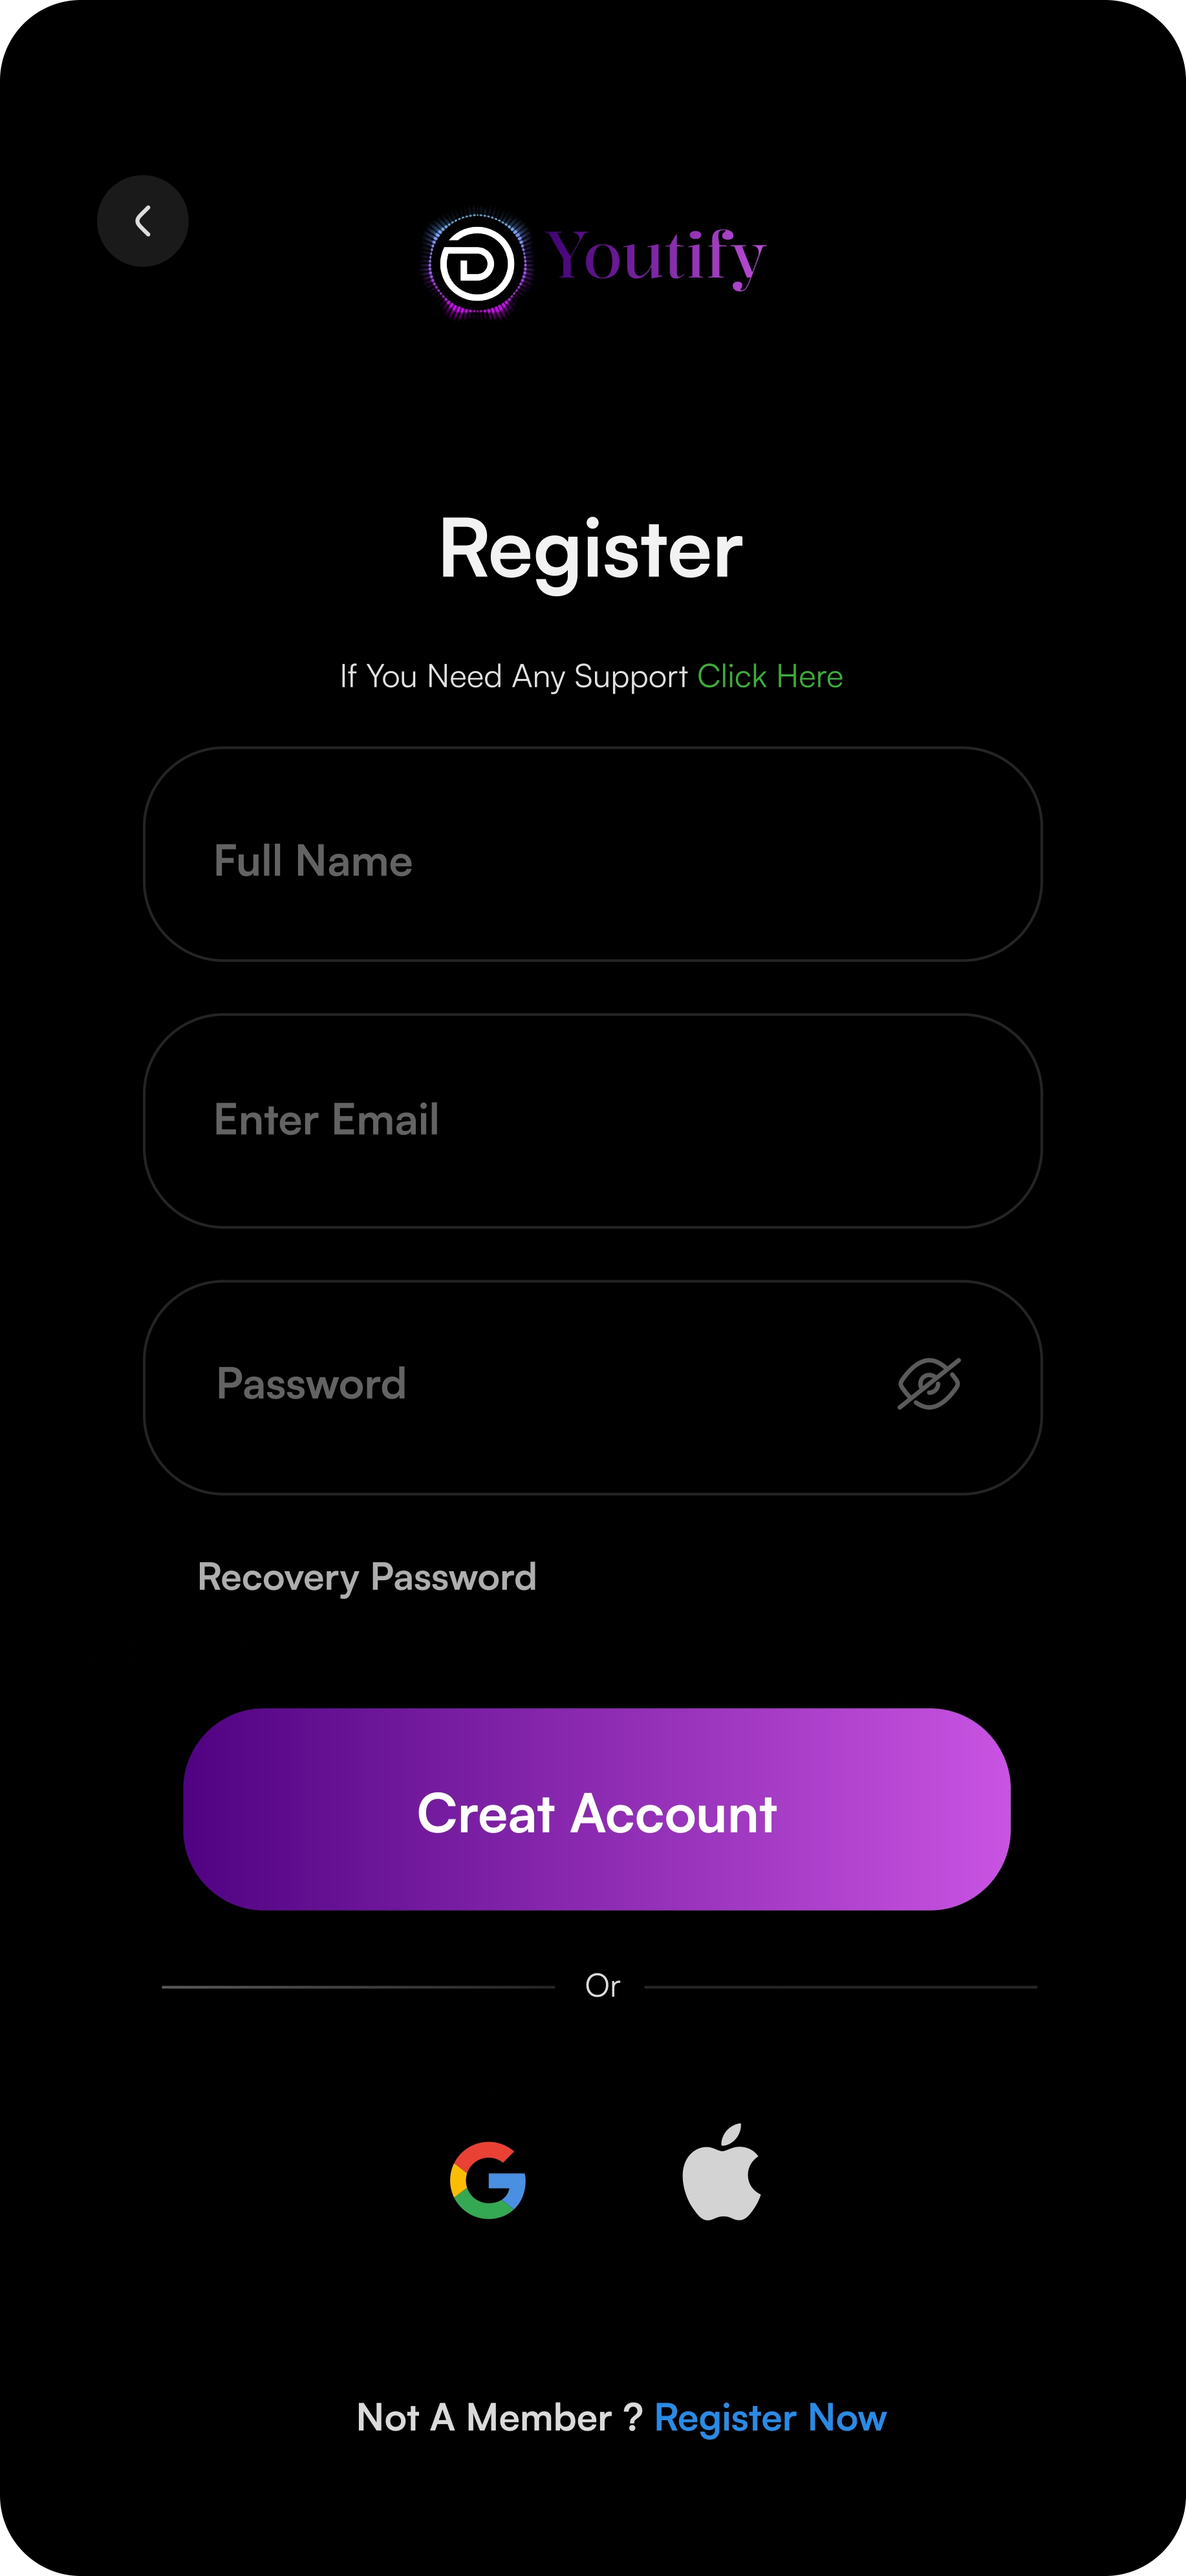 Youtify
Register
If You Need Any Support Click Here
Full Name
Enter Email
Password
Recovery Password
Creat Account
Or
Not A Member ? Register Now